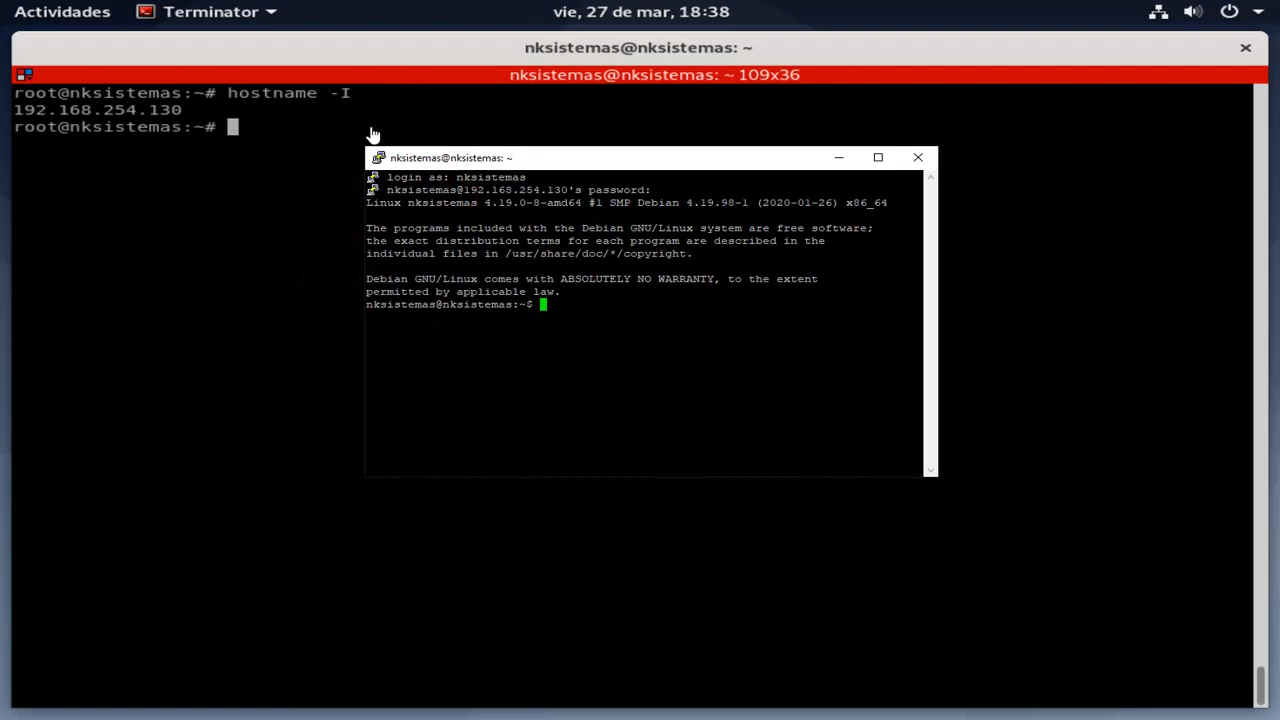 Actividades Terminator vie, 27 de mar, 18:38
nksistemas@nksistemas: ~
nksistemas@nksistemas: ~ 109x36
root@nksistemas:~# hostname -I
192.168.254.130
root@nksistemas:~#
nksistemas@nksistemas: ~
login as: nksistemas
nksistemas@192.168.254.130's password:
Linux nksistemas 4.19.0-8-amd64 #1 SMP Debian 4.19.98-1 (2020-01-26) x86_64
The programs included with the Debian GNU/Linux system are free software;
the exact distribution terms for each program are described in the
individual files in /usr/share/doc/*/copyright.
Debian GNU/Linux comes with ABSOLUTELY NO WARRANTY, to the extent
permitted by applicable law.
nksistemas@nksistemas:~$